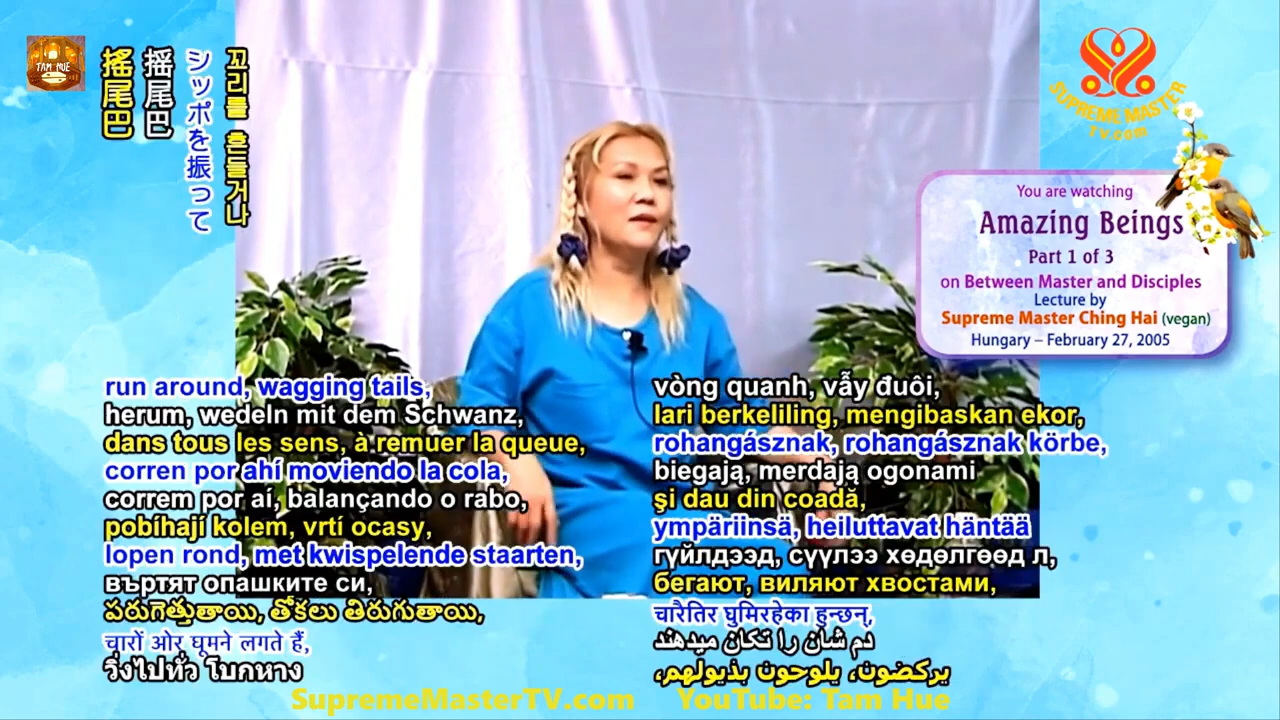 TAM HUE
搖尾巴
摇尾巴
シッポを振って
꼬리를 흔들거나
SUPREME MASTER
TV.com
You are watching
Amazing Beings
Part 1 of 3
on Between Master and Disciples
Lecture by
Supreme Master Ching Hai (vegan)
Hungary – February 27, 2005
run around, wagging tails,
herum, wedeln mit dem Schwanz,
dans tous les sens, à remuer la queue,
corren por ahí moviendo la cola,
correm por aí, balançando o rabo,
pobíhají kolem, vrtí ocasy,
lopen rond, met kwispelende staarten,
въртят опашките си,
పరుగెత్తుతాయి, తోకలు తిరుగుతాయి,
चारों ओर घूमने लगते हैं,
วิ่งไปทั่ว โบกหาง
vòng quanh, vẫy đuôi,
lari berkeliling, mengibaskan ekor,
rohangásznak, rohangásznak körbe,
biegają, merdają ogonami
şi dau din coadă,
ympäriinsä, heiluttavat häntää
гүйлдээд, сүүлээ хөдөлгөөд л,
бегают, виляют хвостами,
चारैतिर घुमिरहेका हुन्छन्,
دم شان را تکان میدهند
يركضون، يلوحون بذيولهم،
SupremeMasterTV.com
YouTube: Tam Hue